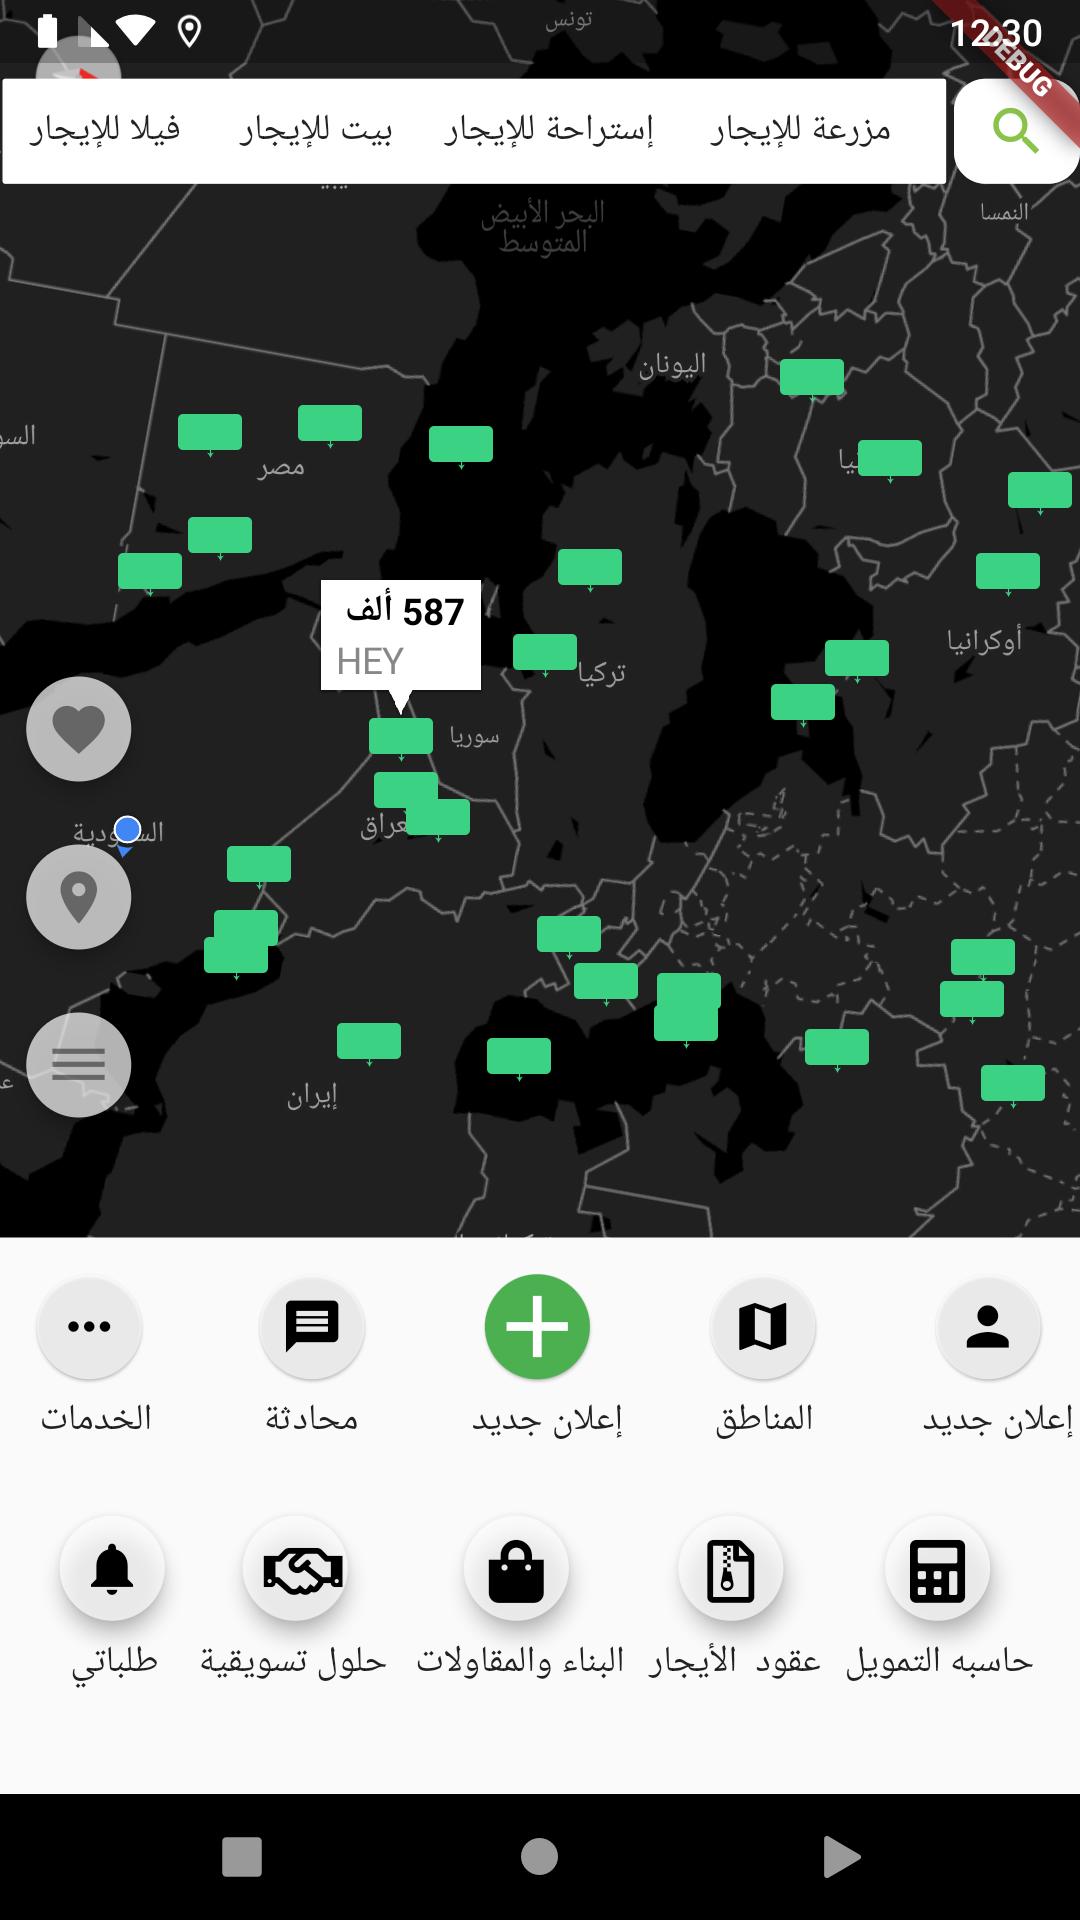 تونس
12:30
DEBUG
مزرعة للإيجار
إستراحة للإيجار
بيت للإيجار
فيلا للإيجار
النمسا
البحر الأبيض
المتوسط
اليونان
مصر
587 ألف
HEY
أوكرانيا
تركيا
سوريا
السعودية
إيران
إعلان جديد
المناطق
إعلان جديد
محادثة
الخدمات
حاسبه التمويل
عقود الأيجار
البناء والمقاولات
حلول تسويقية
طلباتي